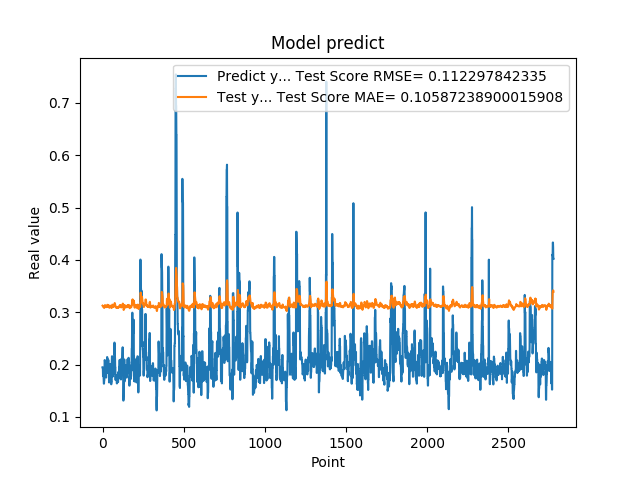 Model predict
Predict y... Test Score RMSE= 0.112297842335
Test y... Test Score MAE= 0.10587238900015908
0.7
0.6
0.5
0.4
0.3
0.2
0.1
Real value
0 500 1000 1500 2000 2500
Point